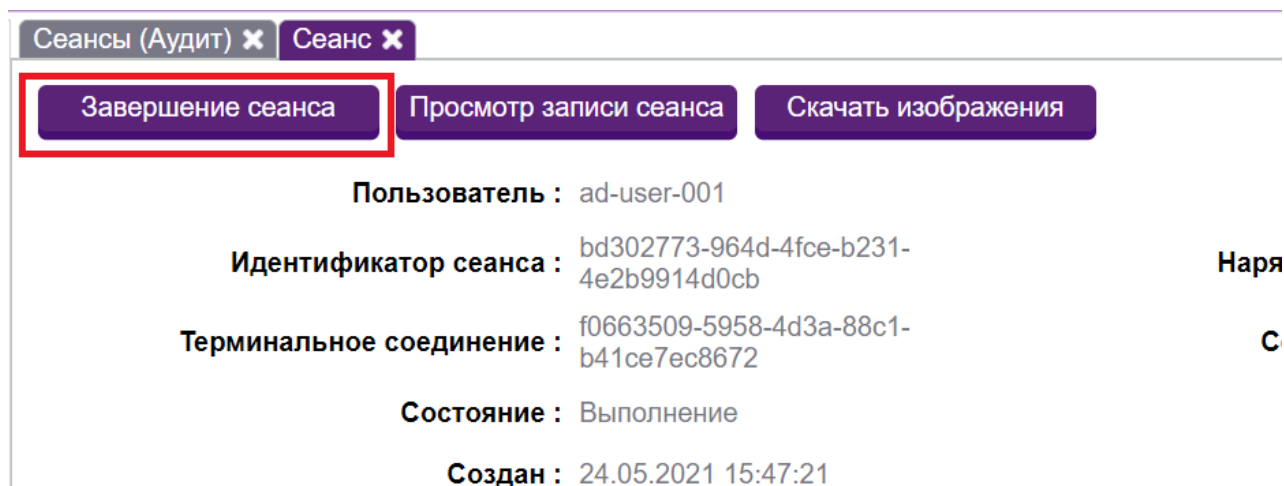 Сеансы (Аудит) Сеанс
Завершение сеанса Просмотр записи сеанса Скачать изображения
Пользователь : ad-user-001
Идентификатор сеанса : bd302773-964d-4fce-b231-
4e2b9914d0cb
Наря
Терминальное соединение : f0663509-5958-4d3a-88c1-
b41ce7ec8672
Состояние : Выполнение
Создан : 24.05.2021 15:47:21